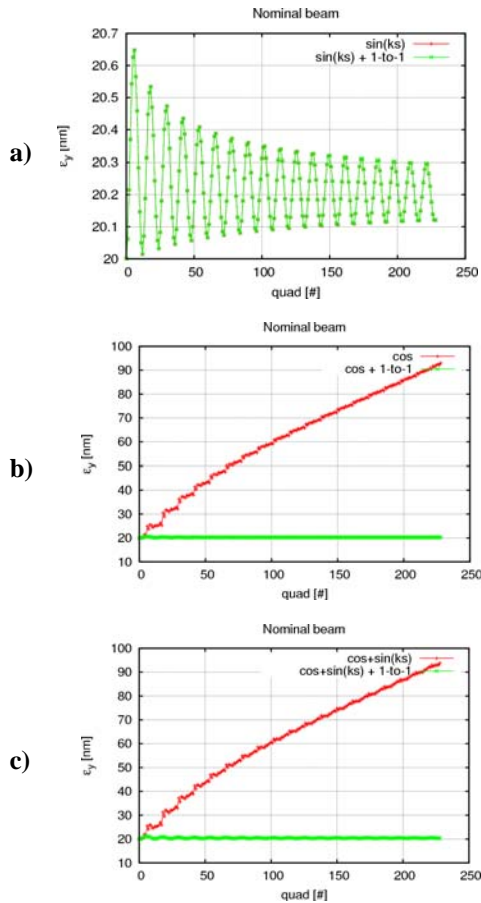 Nominal beam
20.7
20.6
20.5
20.4
20.3
20.2
20.1
20
sin(ks)
sin(ks) + 1-to-1
a)
εy [nm]
0 50 100 150 200 250
quad [#]
Nominal beam
100
90
80
70
60
50
40
30
20
10
cos
cos + 1-to-1
b)
εy [nm]
0 50 100 150 200 250
quad [#]
Nominal beam
100
90
80
70
60
50
40
30
20
10
cos+sin(ks)
cos+sin(ks) + 1-to-1
c)
εy [nm]
0 50 100 150 200 250
quad [#]